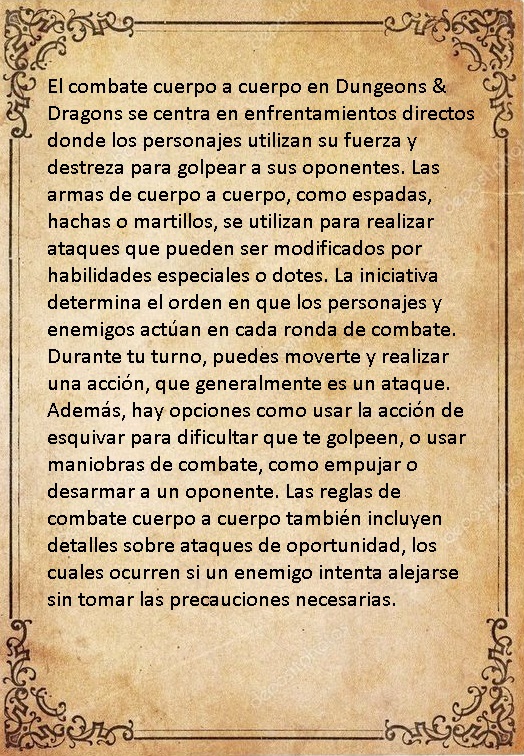 El combate cuerpo a cuerpo en Dungeons &
Dragons se centra en enfrentamientos directos
donde los personajes utilizan su fuerza y
destreza para golpear a sus oponentes. Las
armas de cuerpo a cuerpo, como espadas,
hachas o martillos, se utilizan para realizar
ataques que pueden ser modificados por
habilidades especiales o dotes. La iniciativa
determina el orden en que los personajes y
enemigos actúan en cada ronda de combate.
Durante tu turno, puedes moverte y realizar
una acción, que generalmente es un ataque.
Además, hay opciones como usar la acción de
esquivar para dificultar que te golpeen, o usar
maniobras de combate, como empujar o
desarmar a un oponente. Las reglas de
combate cuerpo a cuerpo también incluyen
detalles sobre ataques de oportunidad, los
cuales ocurren si un enemigo intenta alejarse
sin tomar las precauciones necesarias.